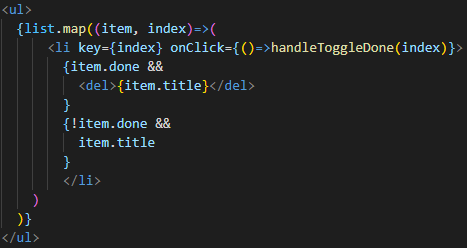 <ul>
  {list.map((item, index)=>(
      <li key={index} onClick={()=>handleToggleDone(index)}>
        {item.done &&
          <del>{item.title}</del>
        }
        {!item.done &&
          item.title
        }
        </li>
    )
  )}
</ul>